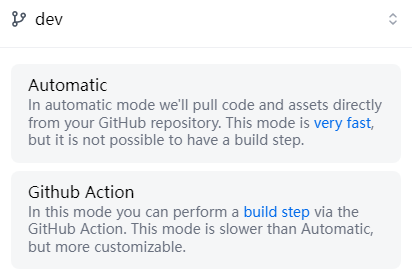 dev
Automatic
In automatic mode we'll pull code and assets directly
from your GitHub repository. This mode is very fast,
but it is not possible to have a build step.
Github Action
In this mode you can perform a build step via the
GitHub Action. This mode is slower than Automatic,
but more customizable.